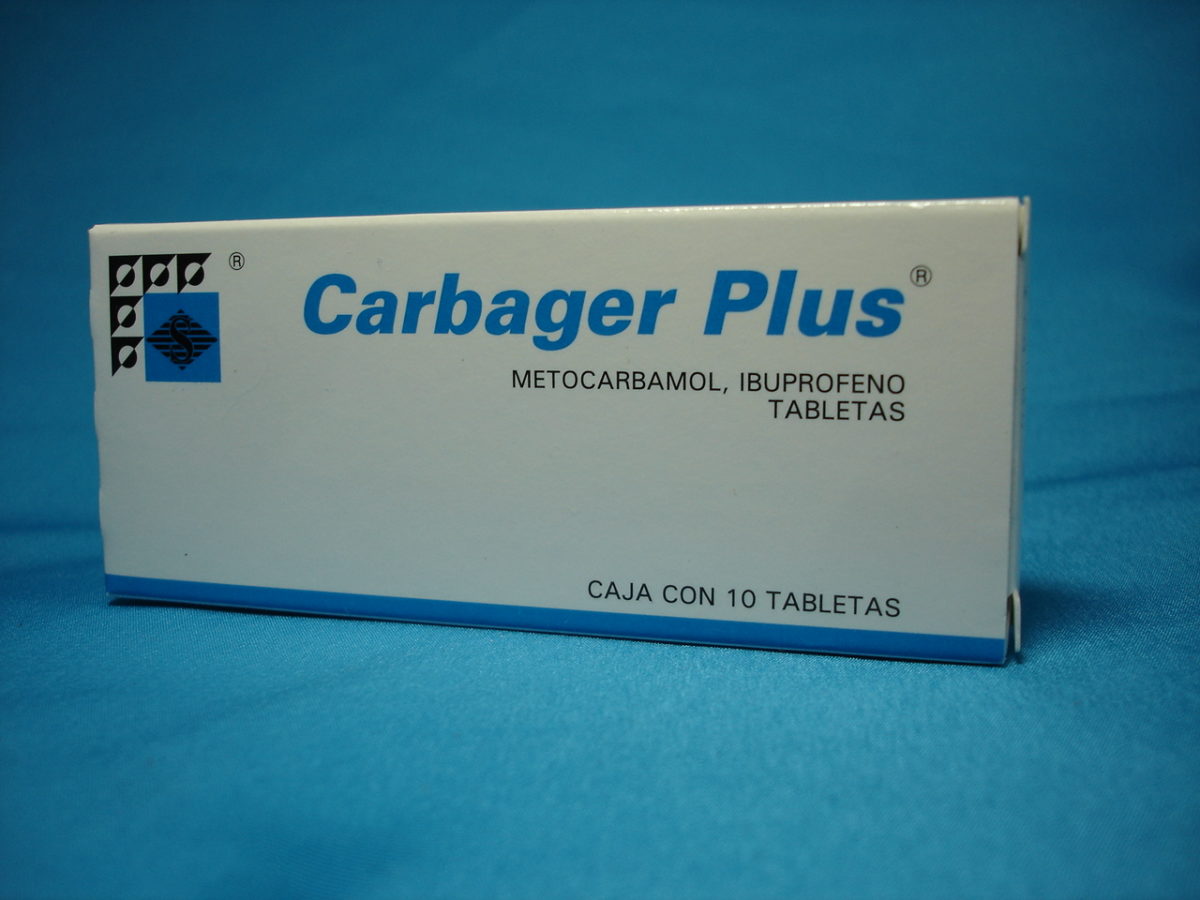 Carbager Plus®
METOCARBAMOL, IBUPROFENO
TABLETAS
CAJA CON 10 TABLETAS
S
®